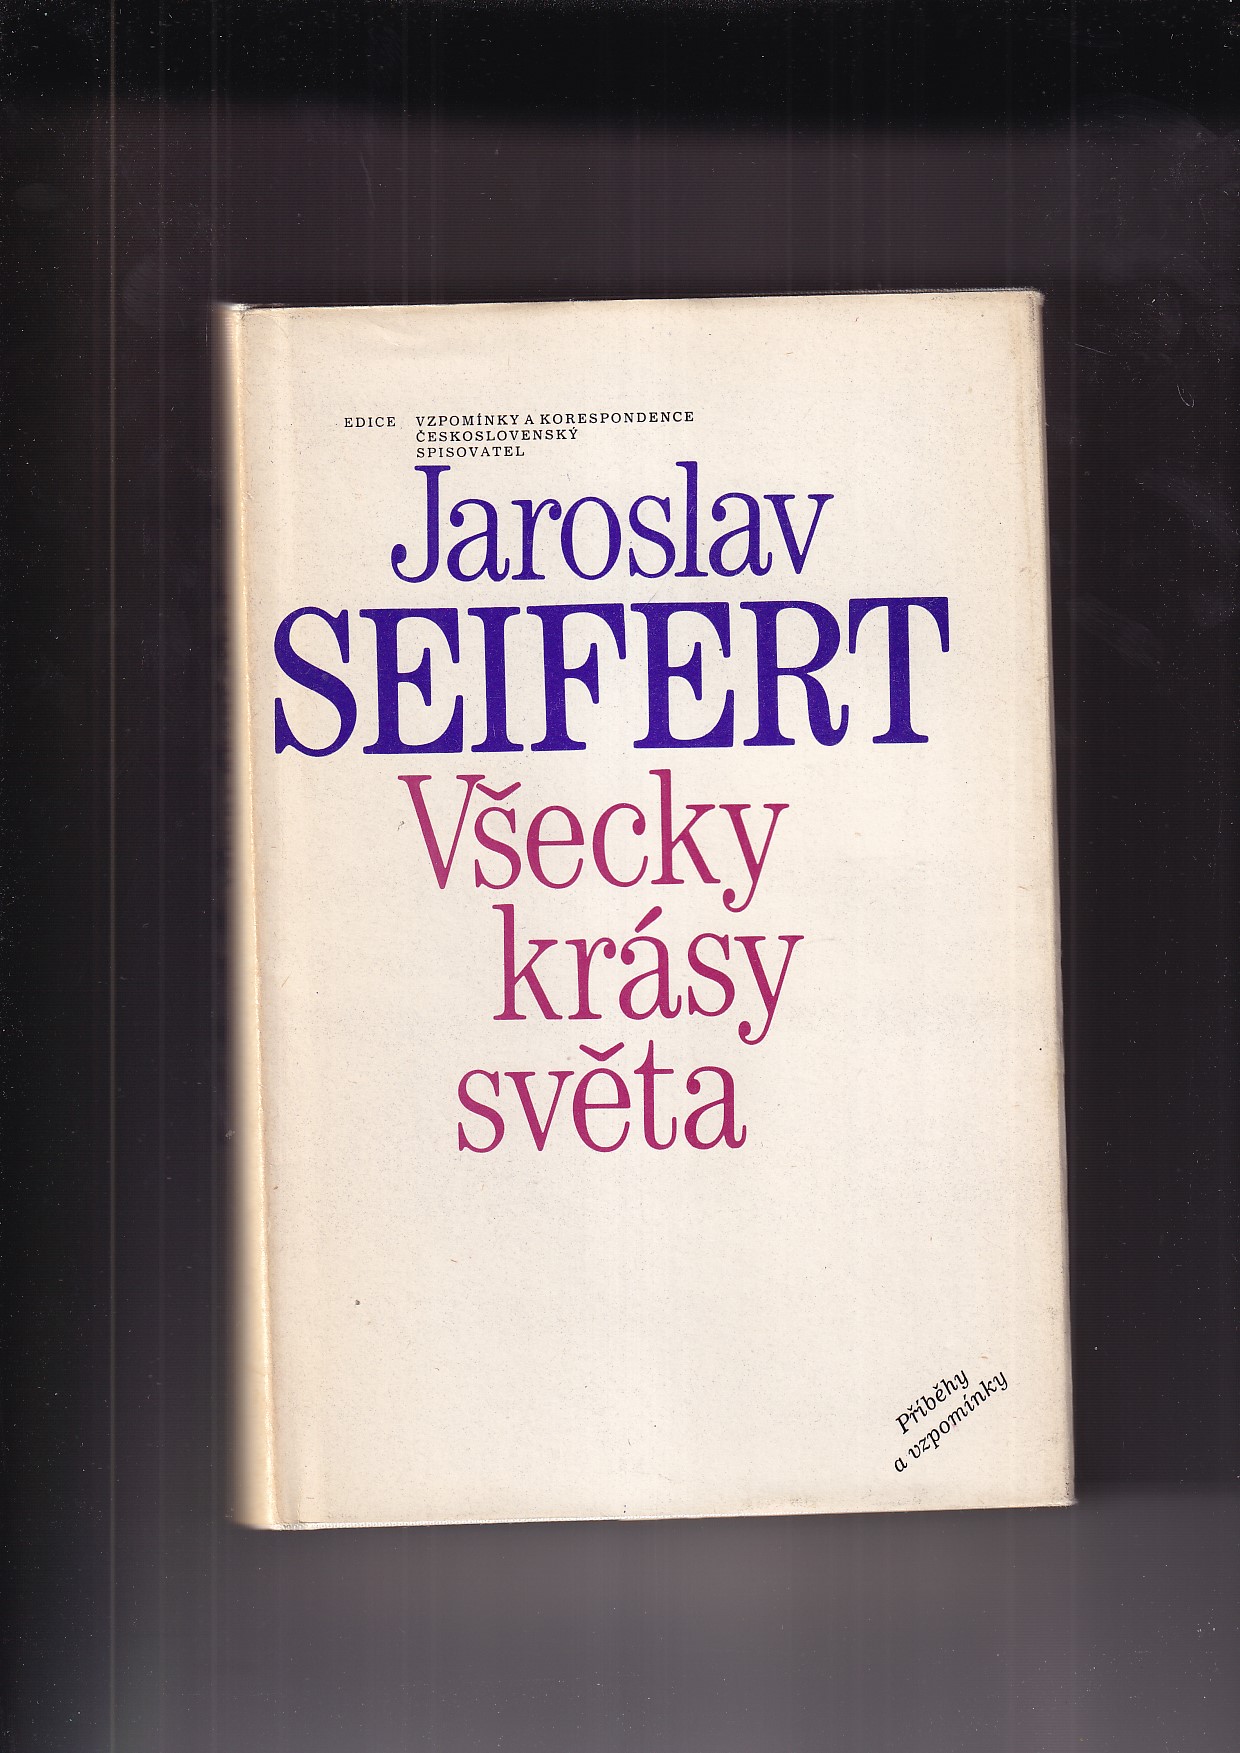 EDICE VZPOMÍNKY A KORESPONDENCE
ČESKOSLOVENSKÝ
SPISOVATEL
Jaroslav
SEIFERT
Všecky
krásy
světa
Příběhy
a vzpomínky